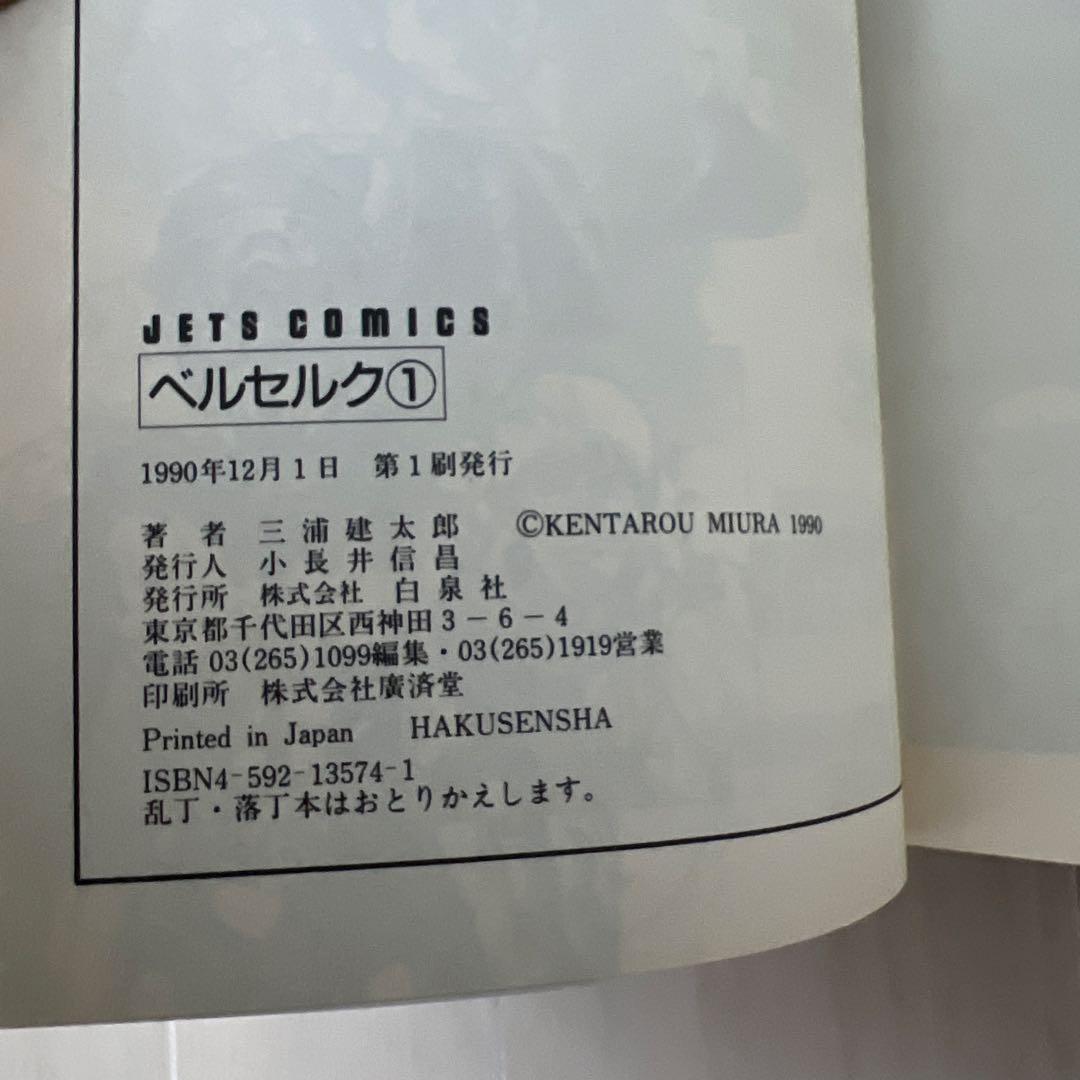 JETS COMICS
ベルセルク①
1990年12月1日 第1刷発行
著者 三浦建太郎 ©KENTAROU MIURA 1990
発行人 小長井信昌
発行所 株式会社 白泉社
東京都千代田区西神田3-6-4
電話 03(265)1099編集・03(265)1919営業
印刷所 株式会社廣済堂
Printed in Japan HAKUSENSHA
ISBN4-592-13574-1
乱丁・落丁本はおとりかえします。